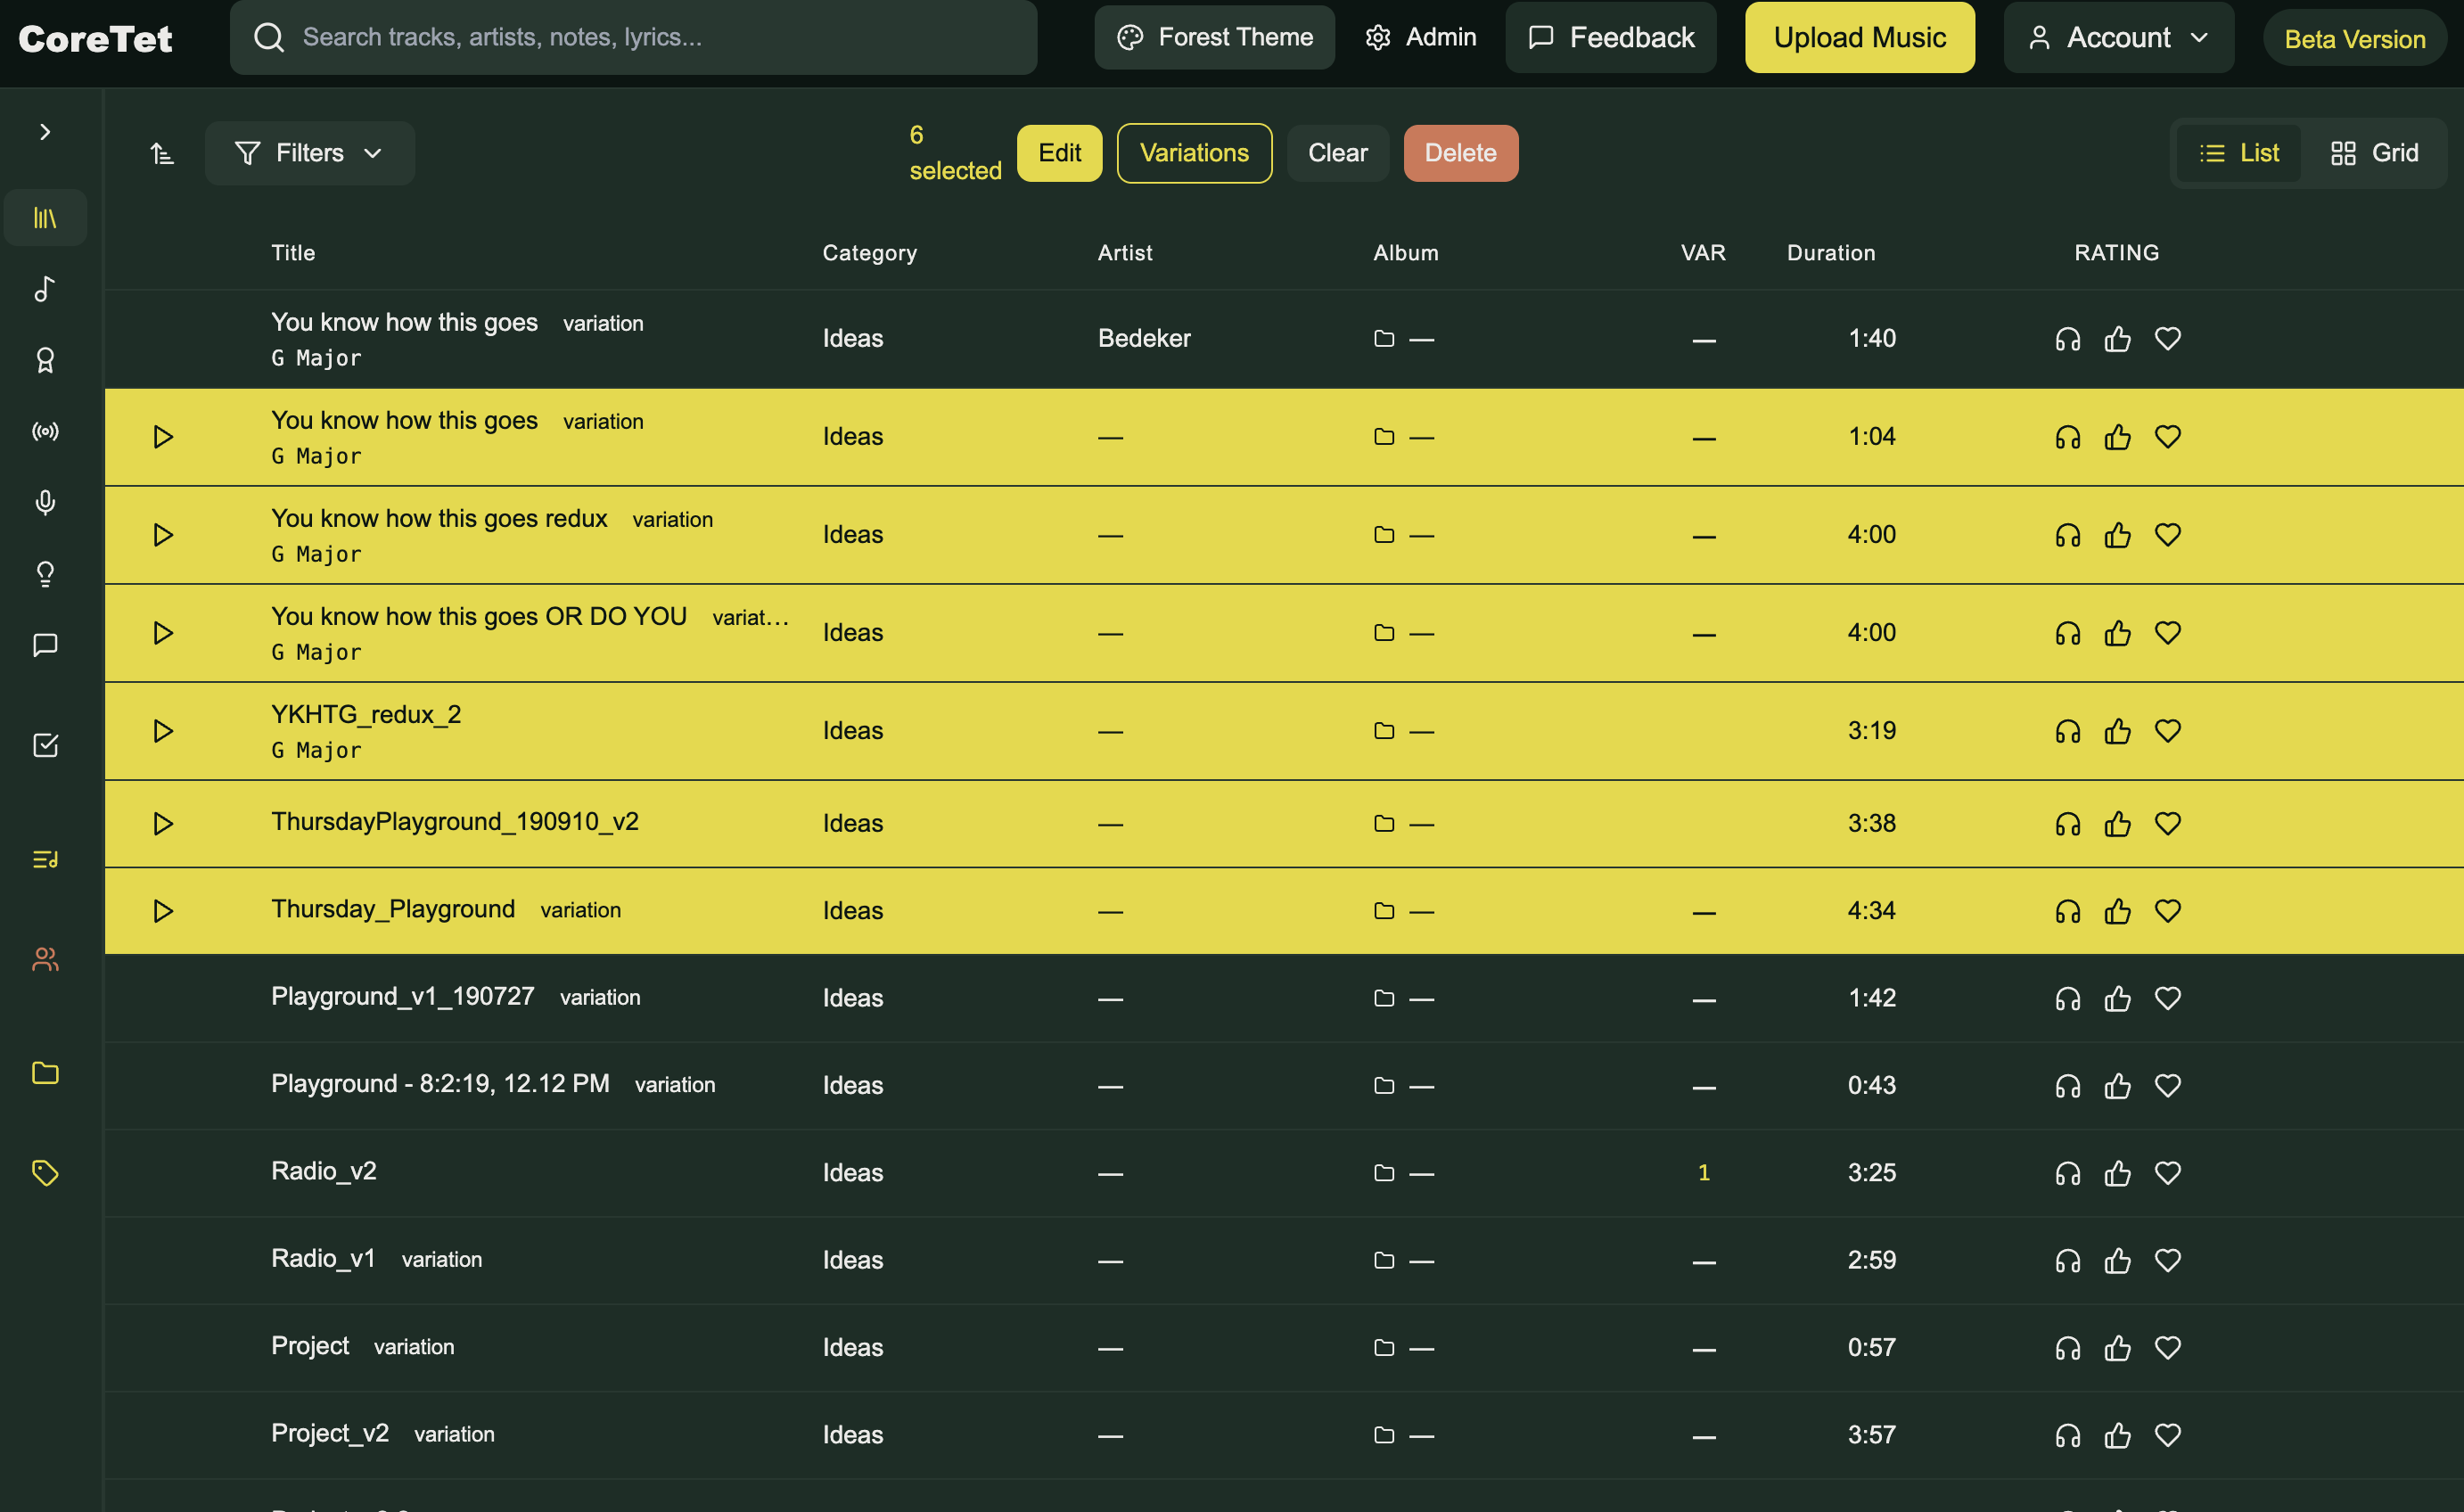 CoreTet
Search tracks, artists, notes, lyrics...
Forest Theme
Admin
Feedback
Upload Music
Account
Beta Version
Filters
6
selected
Edit
Variations
Clear
Delete
List
Grid
Title Category Artist Album VAR Duration RATING
You know how this goes variation
G Major
Ideas Bedeker — — 1:40
You know how this goes variation
G Major
Ideas — — — 1:04
You know how this goes redux variation
G Major
Ideas — — — 4:00
You know how this goes OR DO YOU variat...
G Major
Ideas — — — 4:00
YKHTG_redux_2
G Major
Ideas — — 3:19
ThursdayPlayground_190910_v2 Ideas — — 3:38
Thursday_Playground variation Ideas — — — 4:34
Playground_v1_190727 variation Ideas — — — 1:42
Playground - 8:2:19, 12.12 PM variation Ideas — — — 0:43
Radio_v2 Ideas — — 1 3:25
Radio_v1 variation Ideas — — — 2:59
Project variation Ideas — — — 0:57
Project_v2 variation Ideas — — — 3:57